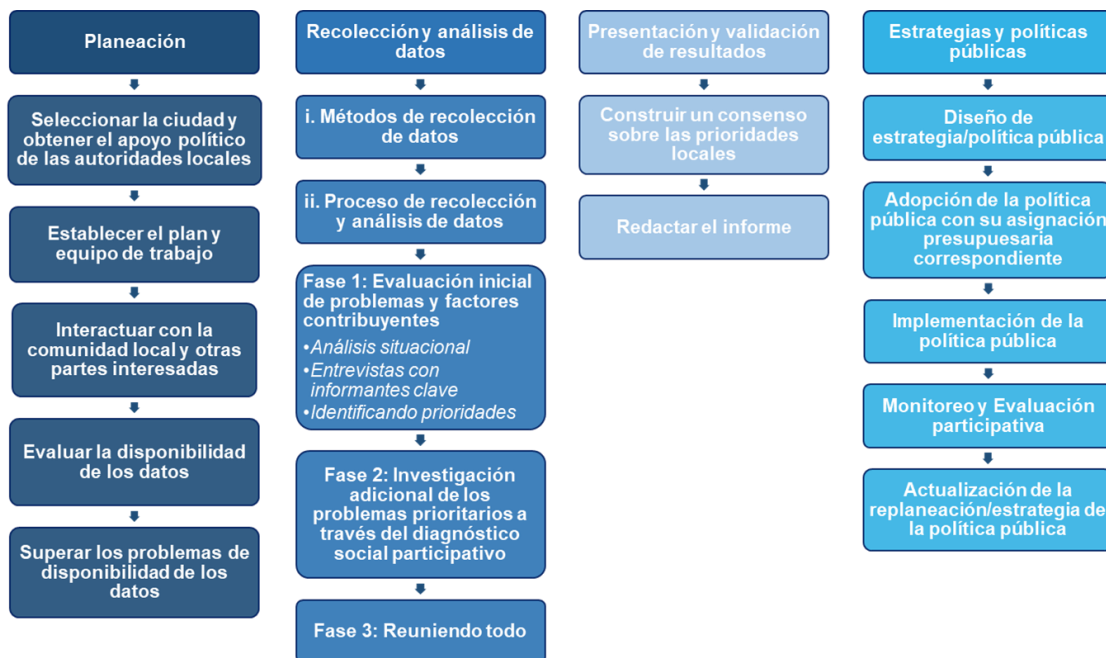 Planeación
Seleccionar la ciudad y
obtener el apoyo político
de las autoridades locales
Establecer el plan y
equipo de trabajo
Interactuar con la
comunidad local y otras
partes interesadas
Evaluar la disponibilidad
de los datos
Superar los problemas de
disponibilidad de los
datos
Recolección y análisis de
datos
i. Métodos de recolección
de datos
ii. Proceso de recolección
y análisis de datos
Fase 1: Evaluación inicial
de problemas y factores
contribuyentes
•Análisis situacional
•Entrevistas con
informantes clave
•Identificando prioridades
Fase 2: Investigación
adicional de los
problemas prioritarios a
través del diagnóstico
social participativo
Fase 3: Reuniendo todo
Presentación y validación
de resultados
Construir un consenso
sobre las prioridades
locales
Redactar el informe
Estrategias y políticas
públicas
Diseño de
estrategia/política pública
Adopción de la política
pública con su asignación
presupuesaria
correspondiente
Implementación de la
política pública
Monitoreo y Evaluación
participativa
Actualización de la
replaneación/estrategia de
la política pública